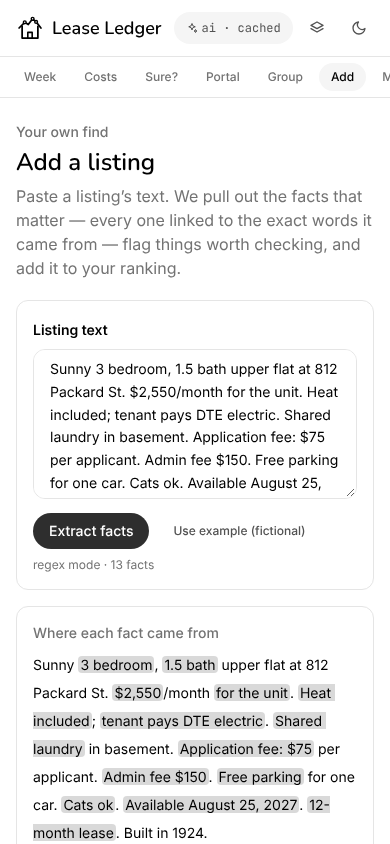 Lease Ledger
ai · cached
Week Costs Sure? Portal Group Add M
Your own find
Add a listing
Paste a listing’s text. We pull out the facts that
matter — every one linked to the exact words it
came from — flag things worth checking, and
add it to your ranking.
Listing text
Sunny 3 bedroom, 1.5 bath upper flat at 812
Packard St. $2,550/month for the unit. Heat
included; tenant pays DTE electric. Shared
laundry in basement. Application fee: $75
per applicant. Admin fee $150. Free parking
for one car. Cats ok. Available August 25,
Extract facts
Use example (fictional)
regex mode · 13 facts
Where each fact came from
Sunny 3 bedroom, 1.5 bath upper flat at 812
Packard St. $2,550/month for the unit. Heat
included; tenant pays DTE electric. Shared
laundry in basement. Application fee: $75 per
applicant. Admin fee $150. Free parking for one
car. Cats ok. Available August 25, 2027. 12-
month lease. Built in 1924.